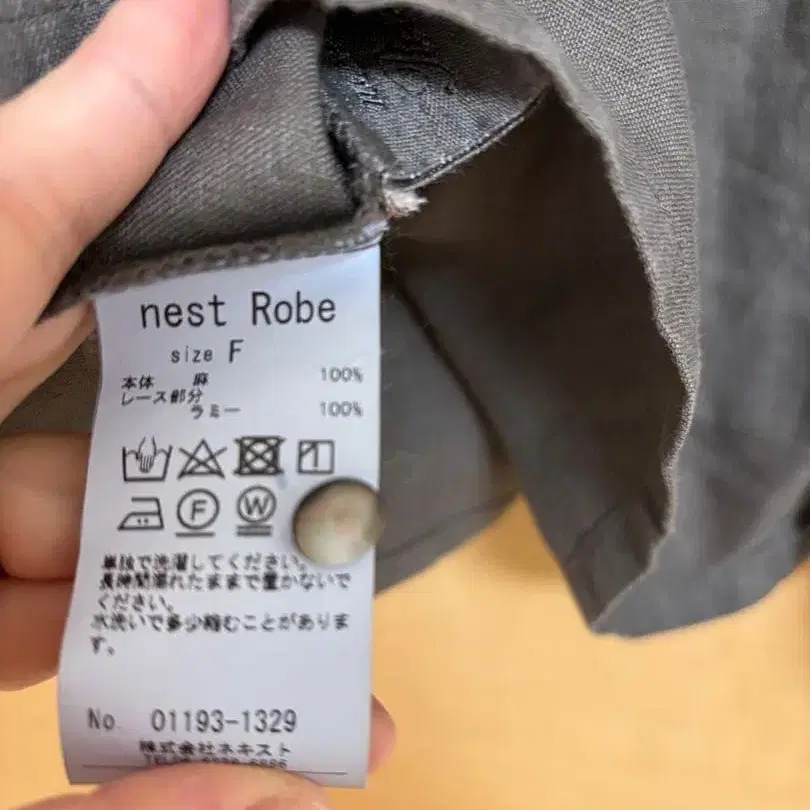 nest Robe
size F
本体 麻 100%
レース部分
ラミー 100%
F W
単独で洗濯してください。
長時間濡れたままで置かないで
ください。
水洗いで多少縮むことがありま
す。
No 01193-1329
株式会社ネキスト